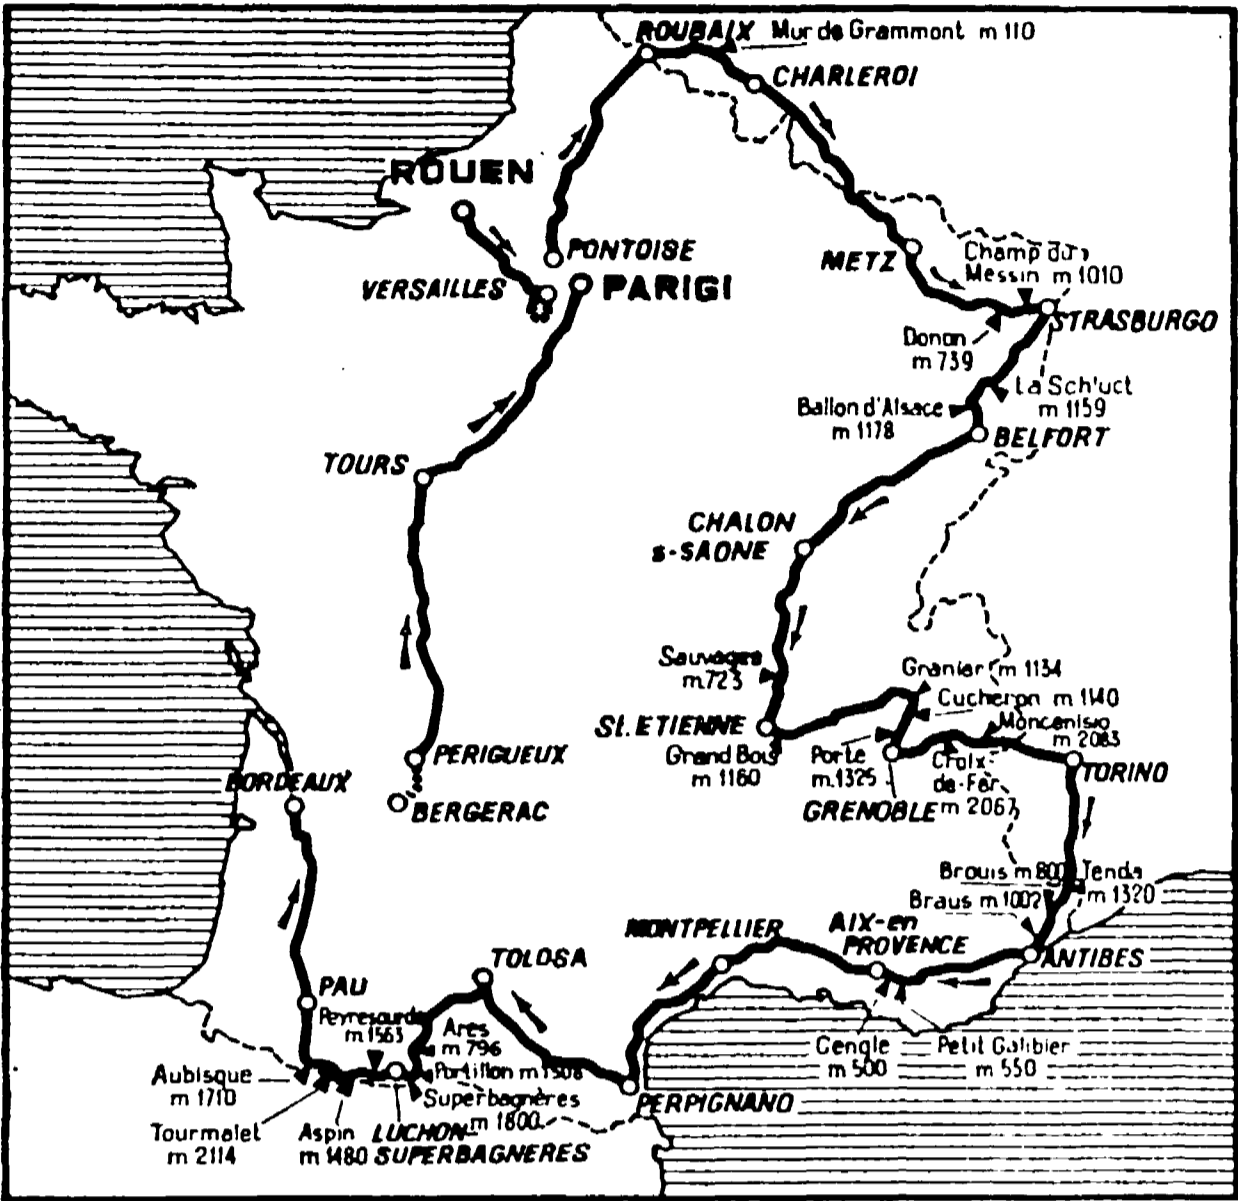 ROUBAIX
Mur de Grammont m 110
CHARLEROI
ROUEN
PONTOISE
VERSAILLES
PARIGI
METZ
Champ du
Messin m 1010
STRASBURGO
Donon
m 739
La Sch'uct
m 1159
Ballon d'Alsace
m 1178
BELFORT
TOURS
CHALON
s-SAONE
Sauvages
m 723
Granier m 1134
Cucheron m 1140
Moncenisio
m 2083
St. ETIENNE
Grand Bois
m 1160
Porte
m. 1325
Croix-
de-Fer
m 2067
GRENOBLE
TORINO
PERIGUEUX
BORDEAUX
BERGERAC
Brouis m 800
Tenda
m 1320
Braus m 1002
MONTPELLIER
AIX-en
PROVENCE
ANTIBES
TOLOSA
PAU
Peyresourde
m 1563
Ares
m 796
Portillon m 1308
Cengle
m 500
Petit Galibier
m 550
Aubisque
m 1710
Superbagnères
m 1800
PERPIGNANO
Tourmalet
m 2114
Aspin
m 1480
LUCHON
SUPERBAGNERES